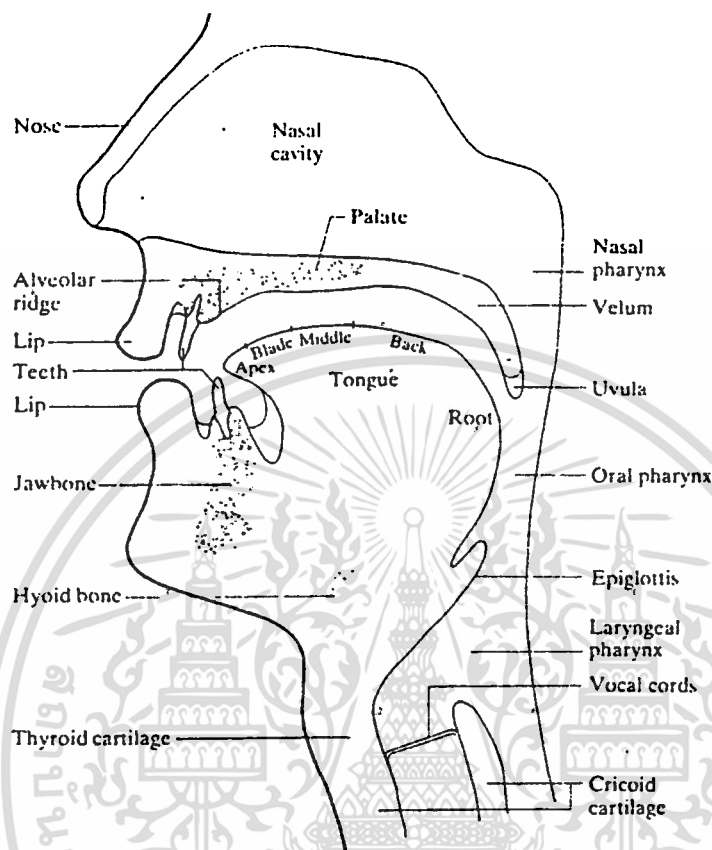 Nose
Nasal
cavity
Palate
Nasal
pharynx
Alveolar
ridge
Velum
Lip
Blade Middle Back
Teeth
Apex
Tongue
Uvula
Lip
Root
Jawbone
Oral pharynx
Hyoid bone
Epiglottis
Laryngeal
pharynx
Vocal cords
Thyroid cartilage
Cricoid
cartilage